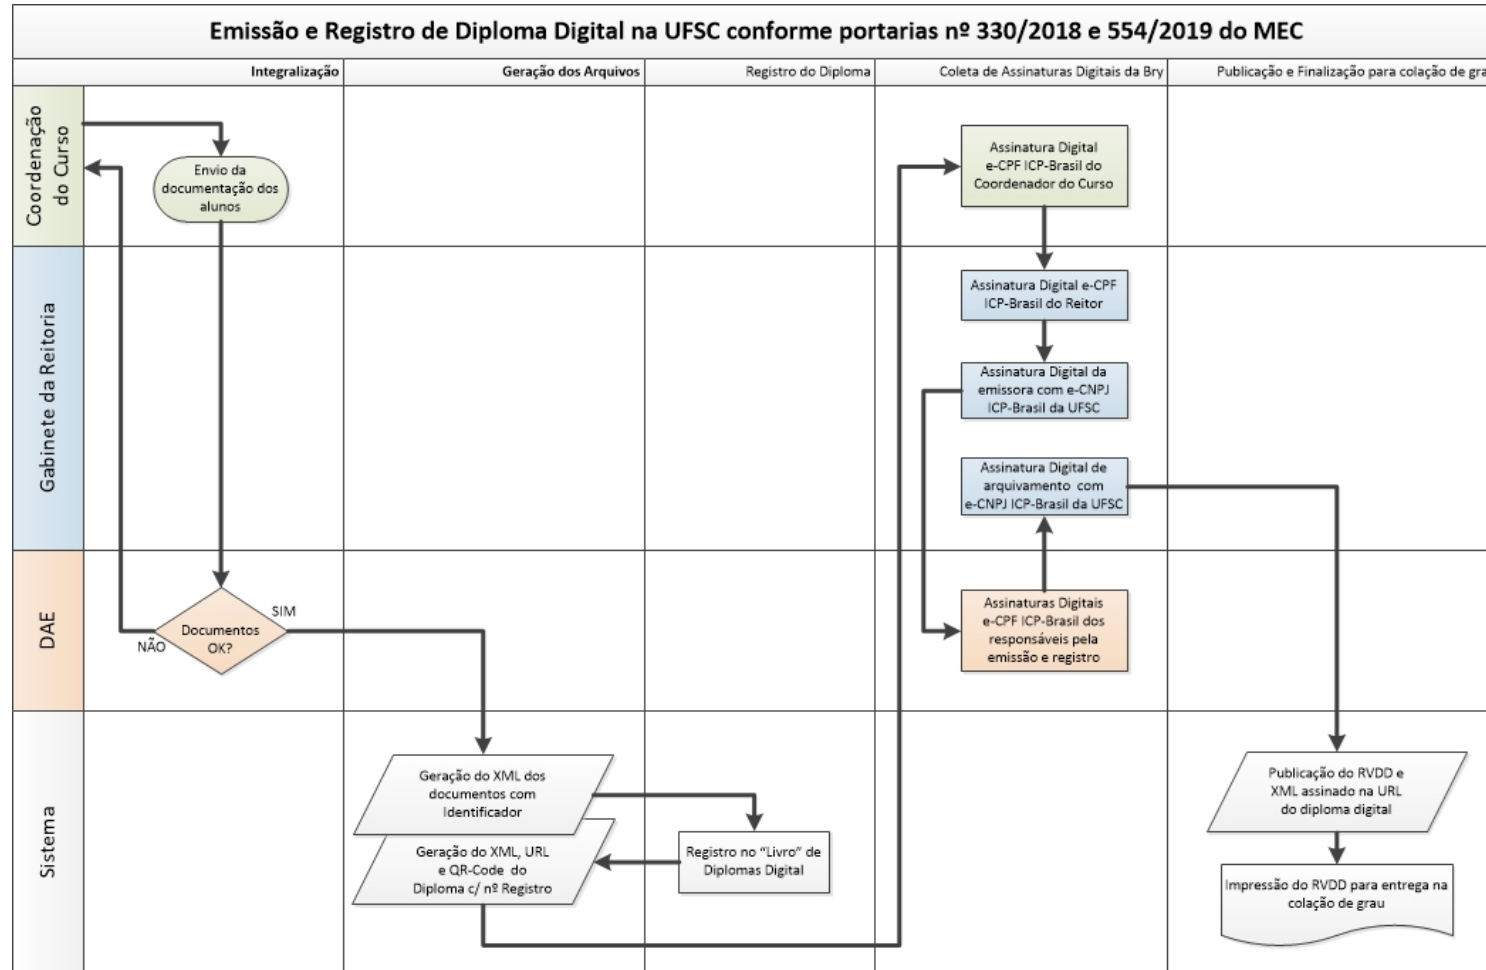 Emissão e Registro de Diploma Digital na UFSC conforme portarias nº 330/2018 e 554/2019 do MEC
Integralização
Geração dos Arquivos
Registro do Diploma
Coleta de Assinaturas Digitais da Bry
Publicação e Finalização para colação de gra
Coordenação
do Curso
Envio da
documentação dos
alunos
Assinatura Digital
e-CPF ICP-Brasil do
Coordenador do Curso
Gabinete da Reitoria
Assinatura Digital e-CPF
ICP-Brasil do Reitor
Assinatura Digital da
emissora com e-CNPJ
ICP-Brasil da UFSC
Assinatura Digital de
arquivamento com
e-CNPJ ICP-Brasil da UFSC
DAE
Documentos
OK?
SIM
NÃO
Assinaturas Digitais
e-CPF ICP-Brasil dos
responsáveis pela
emissão e registro
Sistema
Geração do XML dos
documentos com
Identificador
Geração do XML, URL
e QR-Code do
Diploma c/ nº Registro
Registro no “Livro” de
Diplomas Digital
Publicação do RVDD e
XML assinado na URL
do diploma digital
Impressão do RVDD para entrega na
colação de grau